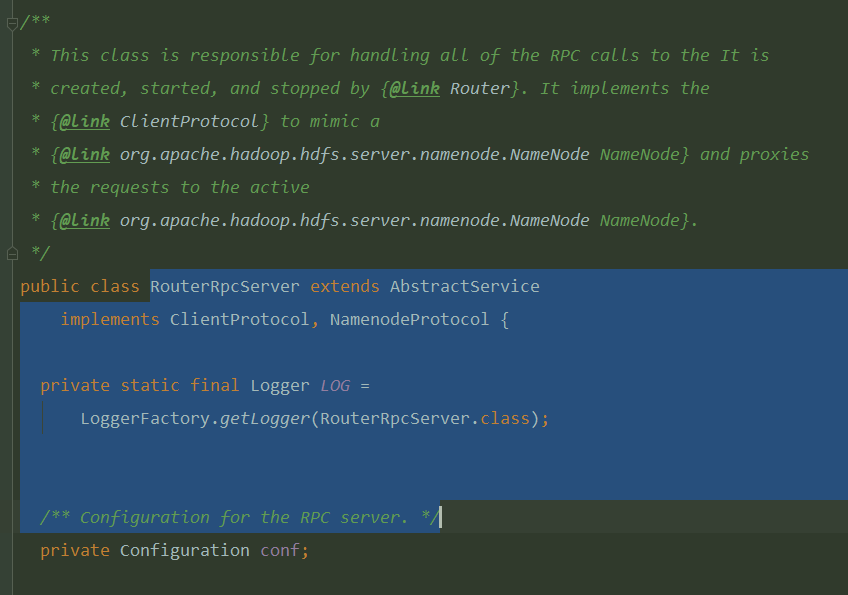 /**
 * This class is responsible for handling all of the RPC calls to the It is
 * created, started, and stopped by {@link Router}. It implements the
 * {@link ClientProtocol} to mimic a
 * {@link org.apache.hadoop.hdfs.server.namenode.NameNode NameNode} and proxies
 * the requests to the active
 * {@link org.apache.hadoop.hdfs.server.namenode.NameNode NameNode}.
 */
public class RouterRpcServer extends AbstractService
    implements ClientProtocol, NamenodeProtocol {
  private static final Logger LOG =
      LoggerFactory.getLogger(RouterRpcServer.class);
  /** Configuration for the RPC server. */
  private Configuration conf;